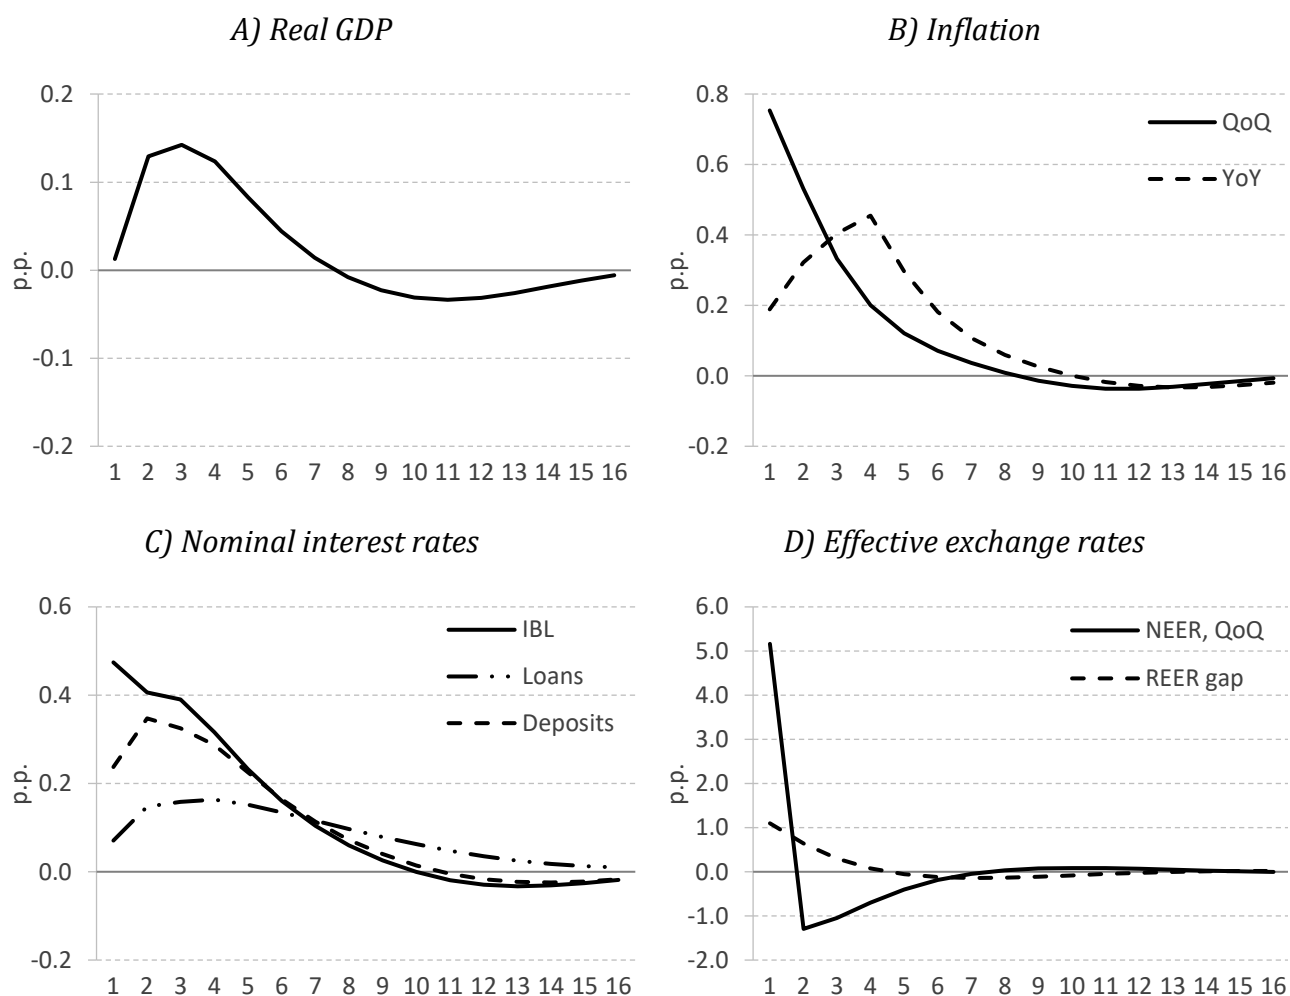 A) Real GDP
0.2
0.1
0.0
-0.1
-0.2
p.p.
1 2 3 4 5 6 7 8 9 10 11 12 13 14 15 16
B) Inflation
0.8
0.6
0.4
0.2
0.0
-0.2
p.p.
QoQ
YoY
1 2 3 4 5 6 7 8 9 10 11 12 13 14 15 16
C) Nominal interest rates
0.6
0.4
0.2
0.0
-0.2
p.p.
IBL
Loans
Deposits
1 2 3 4 5 6 7 8 9 10 11 12 13 14 15 16
D) Effective exchange rates
6.0
5.0
4.0
3.0
2.0
1.0
0.0
-1.0
-2.0
p.p.
NEER, QoQ
REER gap
1 2 3 4 5 6 7 8 9 10 11 12 13 14 15 16